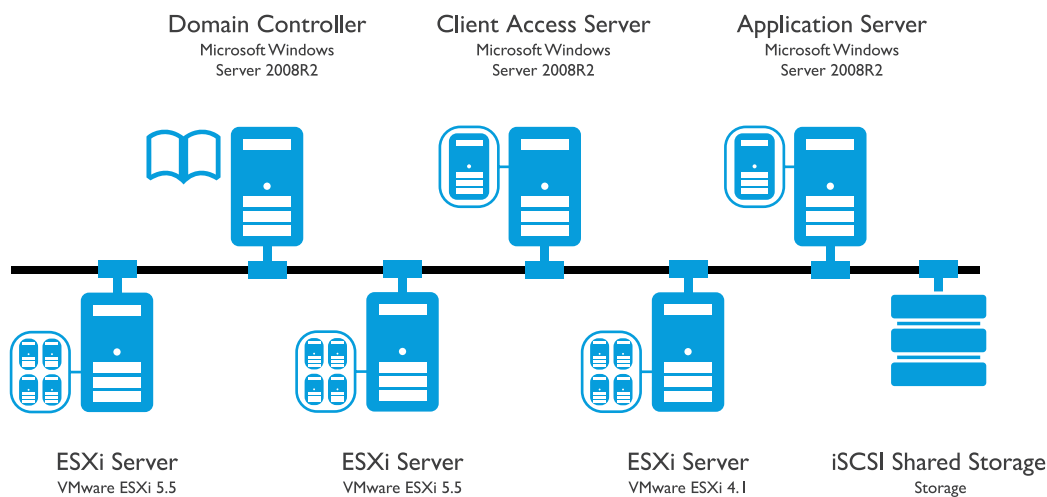 Domain Controller
Microsoft Windows
Server 2008R2
Client Access Server
Microsoft Windows
Server 2008R2
Application Server
Microsoft Windows
Server 2008R2
ESXi Server
VMware ESXi 5.5
ESXi Server
VMware ESXi 5.5
ESXi Server
VMware ESXi 4.1
iSCSI Shared Storage
Storage